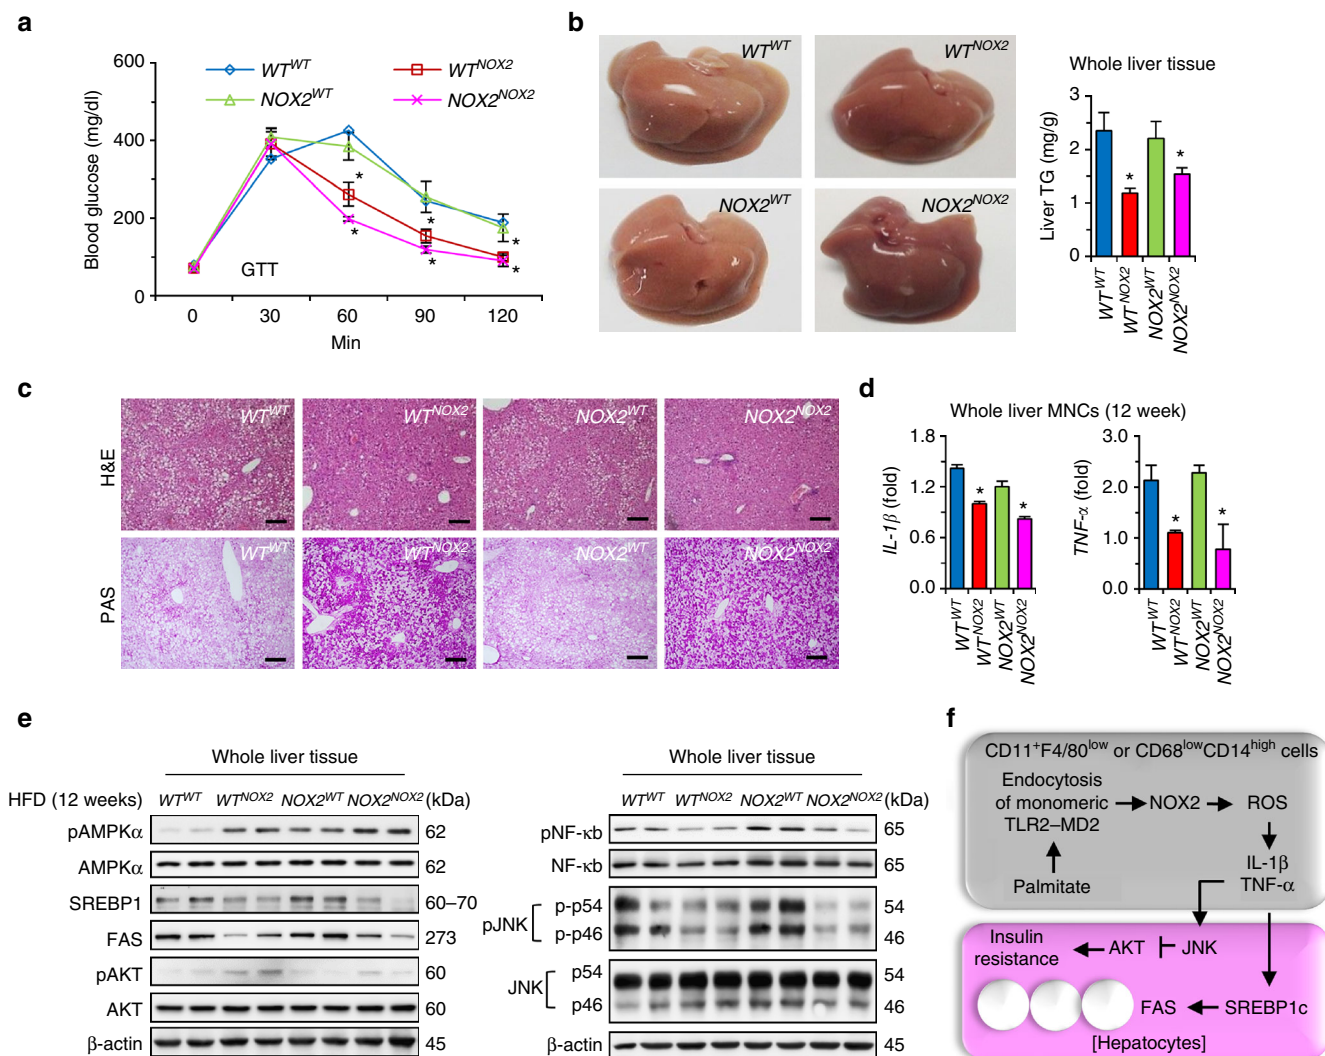 a
600
400
200
0
Blood glucose (mg/dl)
WT^WT
WT^NOX2
NOX2^WT
NOX2^NOX2
*
*
*
*
*
*
GTT
0 30 60 90 120
Min
b
WT^WT
WT^NOX2
NOX2^WT
NOX2^NOX2
Whole liver tissue
3
2
1
0
Liver TG (mg/g)
*
*
WT^WT
WT^NOX2
NOX2^WT
NOX2^NOX2
c
H&E
WT^WT
WT^NOX2
NOX2^WT
NOX2^NOX2
PAS
WT^WT
WT^NOX2
NOX2^WT
NOX2^NOX2
d
Whole liver MNCs (12 week)
1.8
1.2
0.6
0.0
IL-1β (fold)
*
*
WT^WT
WT^NOX2
NOX2^WT
NOX2^NOX2
3.0
2.0
1.0
0.0
TNF-α (fold)
*
*
WT^WT
WT^NOX2
NOX2^WT
NOX2^NOX2
e
Whole liver tissue
HFD (12 weeks) WT^WT WT^NOX2 NOX2^WT NOX2^NOX2 (kDa)
pAMPKα 62
AMPKα 62
SREBP1 60–70
FAS 273
pAKT 60
AKT 60
β-actin 45
Whole liver tissue
WT^WT WT^NOX2 NOX2^WT NOX2^NOX2 (kDa)
pNF-κb 65
NF-κb 65
pJNK
p-p54 54
p-p46 46
JNK
p54 54
p46 46
β-actin 45
f
CD11⁺F4/80^low or CD68^lowCD14^high cells
Endocytosis
of monomeric
TLR2–MD2
NOX2
ROS
Palmitate
IL-1β
TNF-α
Insulin
resistance
AKT
JNK
FAS
SREBP1c
[Hepatocytes]